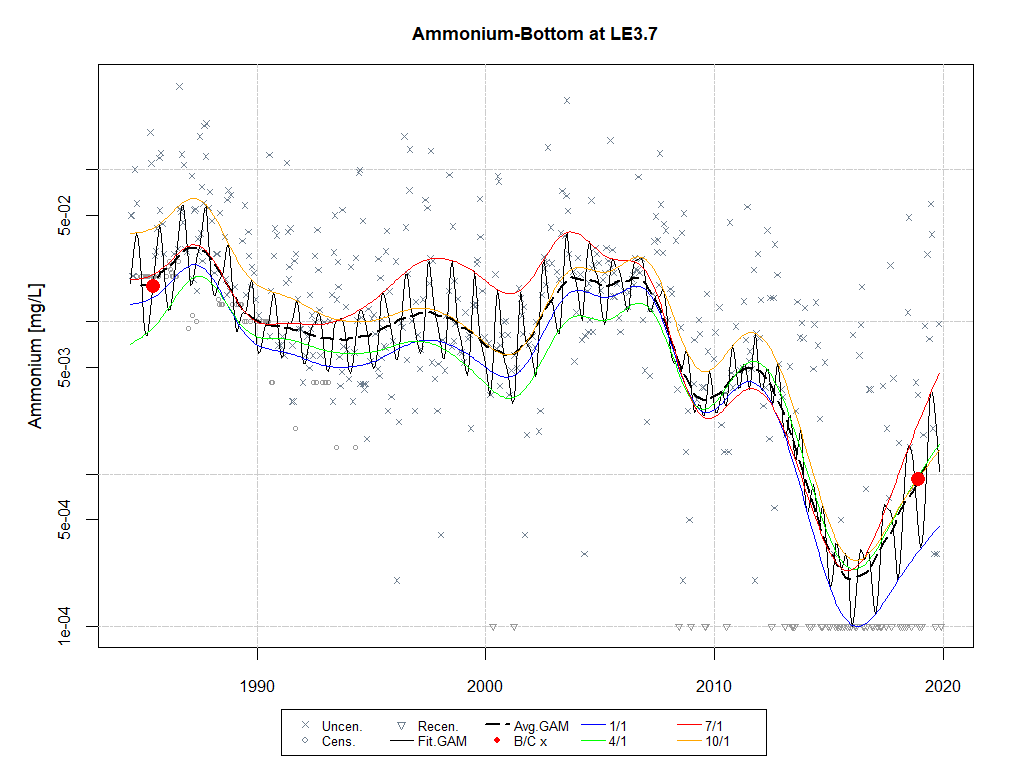 Ammonium-Bottom at LE3.7
Ammonium [mg/L]
5e-02
5e-03
5e-04
1e-04
1990 2000 2010 2020
Uncen. Recen. Avg.GAM 1/1 7/1
Cens. Fit.GAM B/C x 4/1 10/1